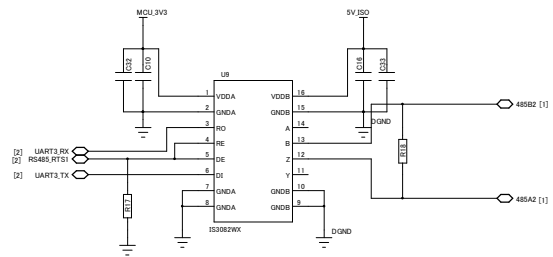 MCU_3V3
5V_ISO
C32
C10
C16
C33
U9
1 VDDA VDDB 16
2 GNDA GNDB 15
DGND
3 RO A 14
4 RE B 13
5 DE Z 12
6 DI Y 11
7 GNDA GNDB 10
8 GNDA GNDB 9
IS3082WX
DGND
[2] UART3_RX
[2] RS485_RTS1
[2] UART3_TX
R17
R18
485B2 [1]
485A2 [1]